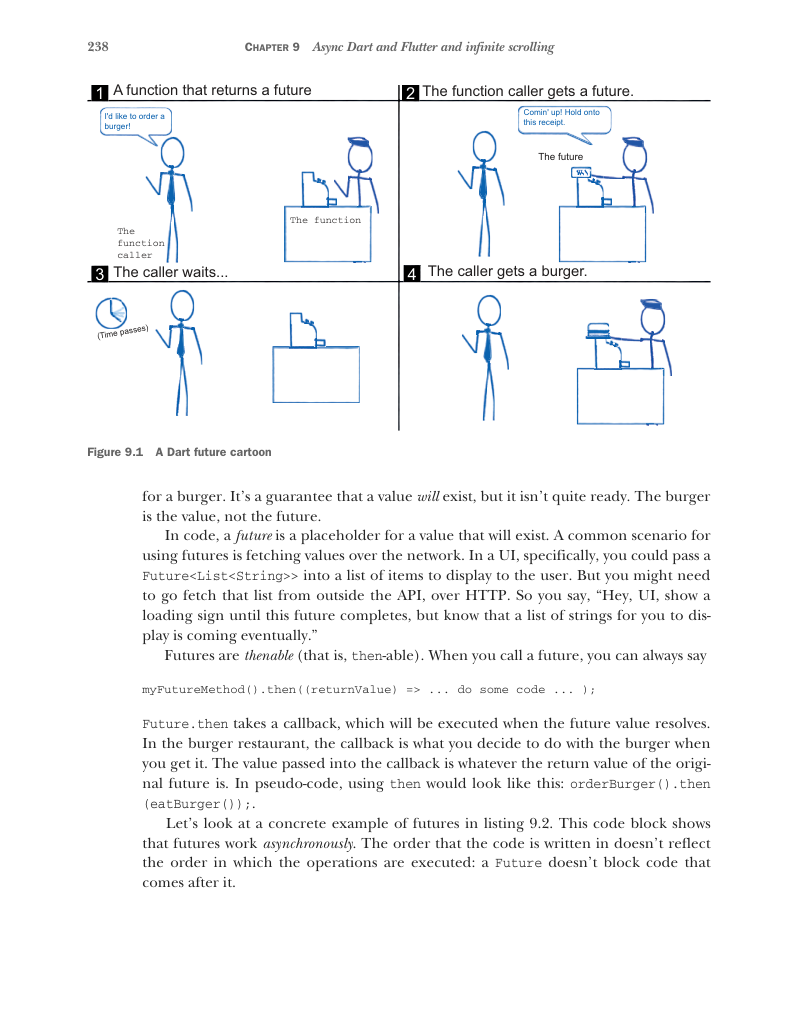 238
CHAPTER 9 Async Dart and Flutter and infinite scrolling
1 A function that returns a future
I'd like to order a
burger!
The
function
caller
The function
2 The function caller gets a future.
Comin' up! Hold onto
this receipt.
The future
3 The caller waits...
(Time passes)
4 The caller gets a burger.
Figure 9.1 A Dart future cartoon
for a burger. It’s a guarantee that a value will exist, but it isn’t quite ready. The burger
is the value, not the future.
In code, a future is a placeholder for a value that will exist. A common scenario for
using futures is fetching values over the network. In a UI, specifically, you could pass a
Future<List<String>> into a list of items to display to the user. But you might need
to go fetch that list from outside the API, over HTTP. So you say, “Hey, UI, show a
loading sign until this future completes, but know that a list of strings for you to dis-
play is coming eventually.”
Futures are thenable (that is, then-able). When you call a future, you can always say
myFutureMethod().then((returnValue) => ... do some code ... );
Future.then takes a callback, which will be executed when the future value resolves.
In the burger restaurant, the callback is what you decide to do with the burger when
you get it. The value passed into the callback is whatever the return value of the origi-
nal future is. In pseudo-code, using then would look like this: orderBurger().then
(eatBurger());.
Let’s look at a concrete example of futures in listing 9.2. This code block shows
that futures work asynchronously. The order that the code is written in doesn’t reflect
the order in which the operations are executed: a Future doesn’t block code that
comes after it.